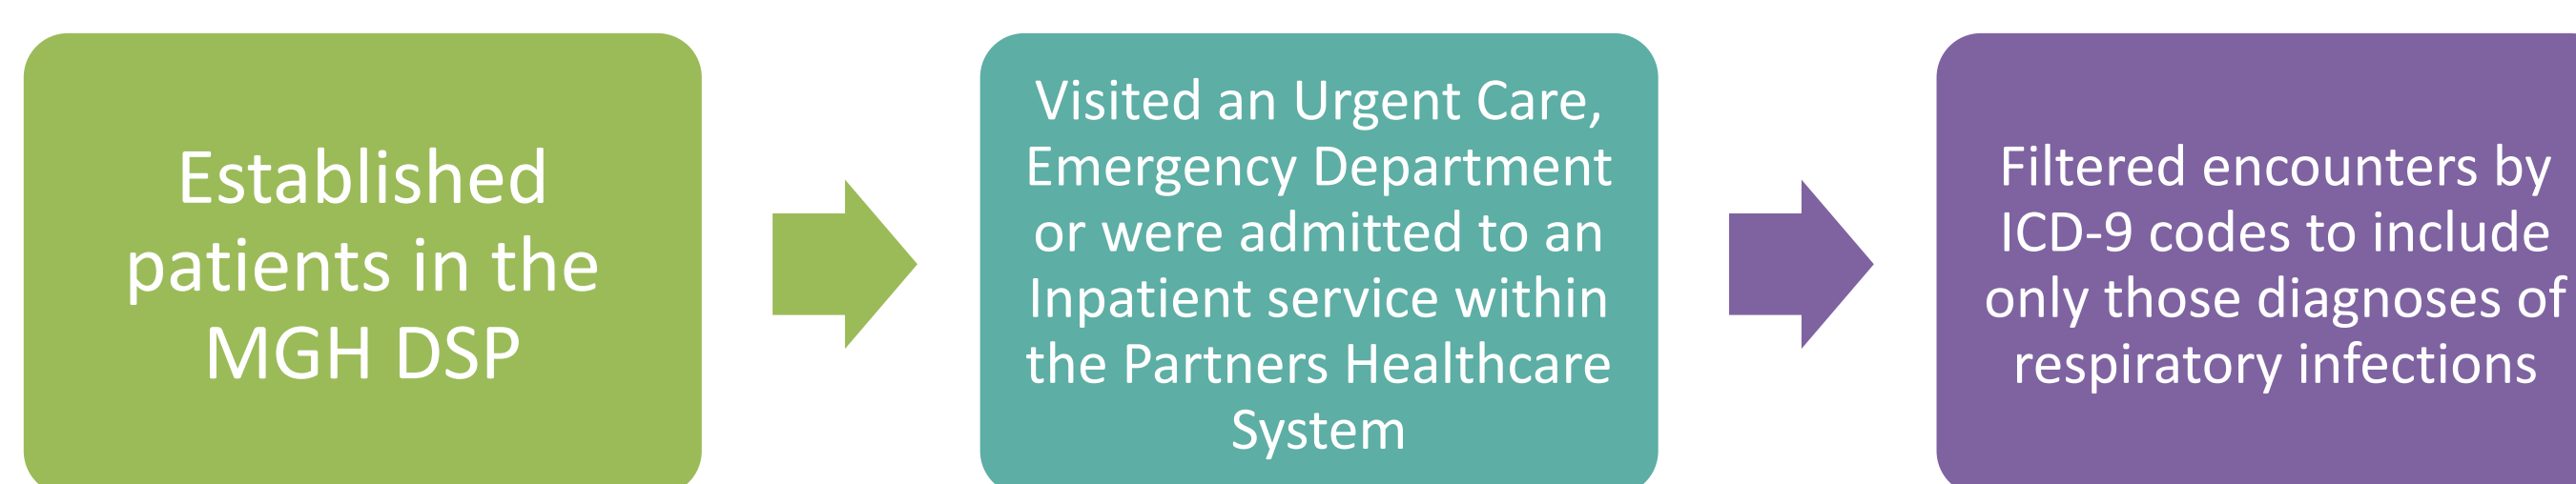 Established
patients in the
MGH DSP
Visited an Urgent Care,
Emergency Department
or were admitted to an
Inpatient service within
the Partners Healthcare
System
Filtered encounters by
ICD-9 codes to include
only those diagnoses of
respiratory infections